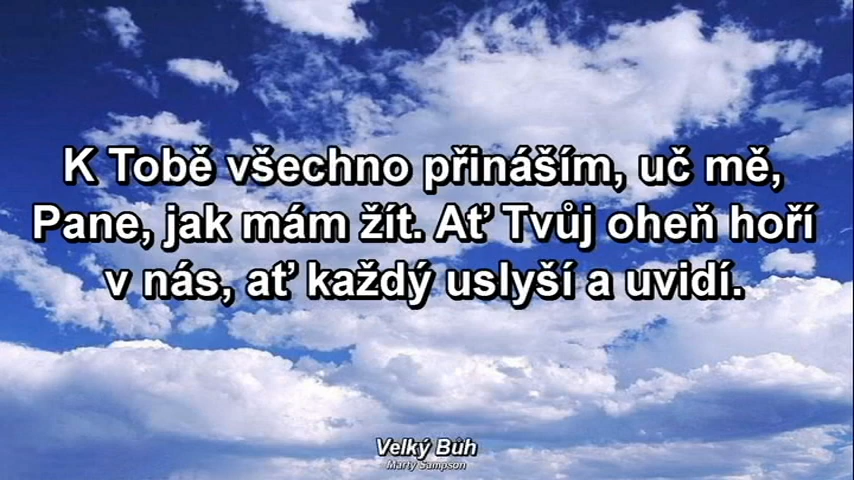 K Tobě všechno přináším, uč mě,
Pane, jak mám žít. Ať Tvůj oheň hoří
v nás, ať každý uslyší a uvidí.
Velký Bůh
Marty Sampson